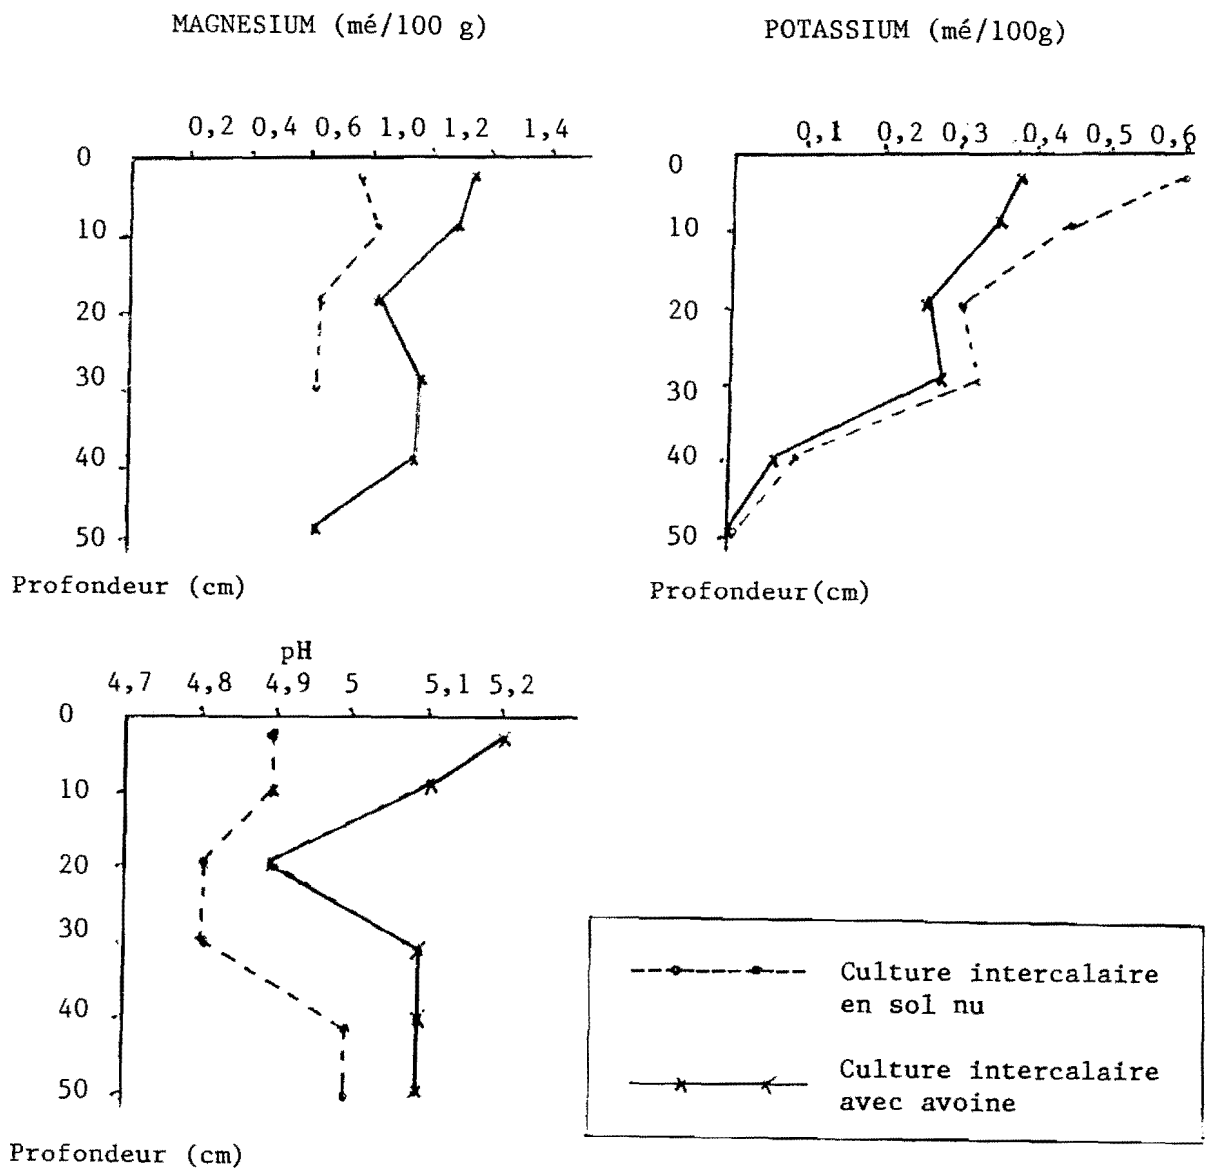 MAGNESIUM (mé/100 g)
0,2 0,4 0,6 1,0 1,2 1,4
0
10
20
30
40
50
Profondeur (cm)
POTASSIUM (mé/100g)
0,1 0,2 0,3 0,4 0,5 0,6
0
10
20
30
40
50
Profondeur(cm)
pH
4,7 4,8 4,9 5 5,1 5,2
0
10
20
30
40
50
Profondeur (cm)
Culture intercalaire
en sol nu
Culture intercalaire
avec avoine